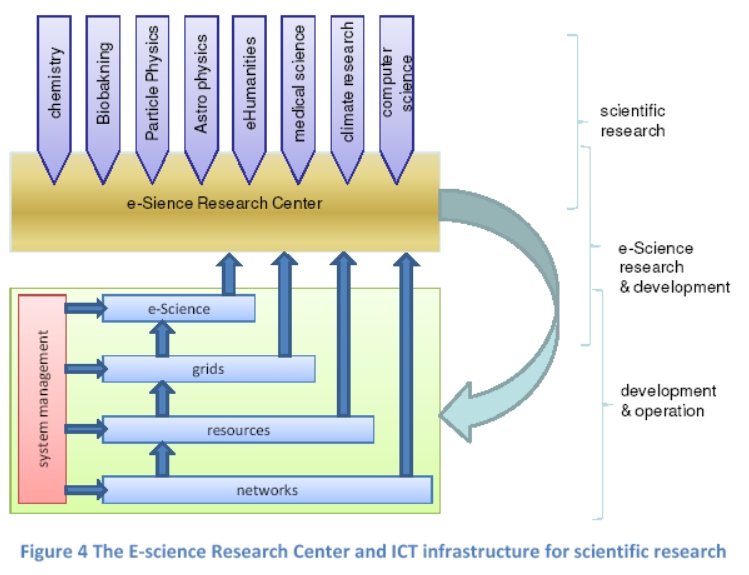 chemistry
Biobakning
Particle Physics
Astro physics
eHumanities
medical science
climate research
computer
science
scientific
research
e-Sience Research Center
e-Science
research
& development
system management
e-Science
grids
resources
networks
development
& operation
Figure 4 The E-science Research Center and ICT infrastructure for scientific research